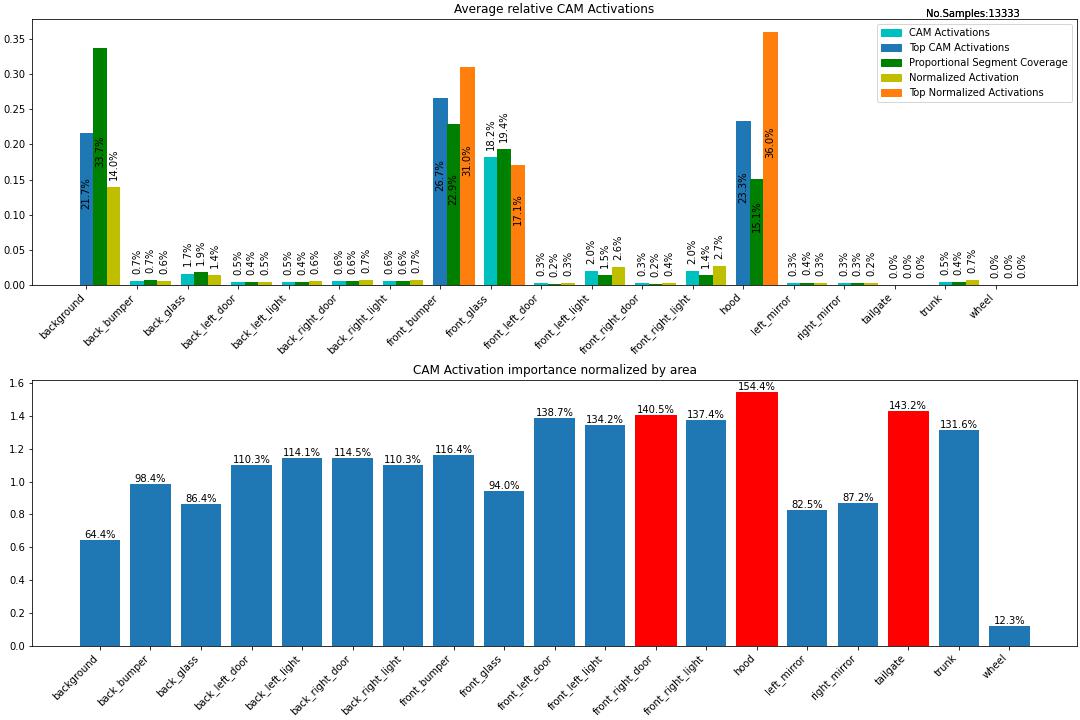 Average relative CAM Activations
No.Samples:13333
CAM Activations
Top CAM Activations
Proportional Segment Coverage
Normalized Activation
Top Normalized Activations
0.35
0.30
0.25
0.20
0.15
0.10
0.05
0.00
21.7% 33.7% 14.0%
0.7% 0.7% 0.6%
1.7% 1.9% 1.4%
0.5% 0.4% 0.5%
0.5% 0.4% 0.6%
0.6% 0.6% 0.7%
0.6% 0.6% 0.7%
26.7% 22.9% 31.0%
18.2% 19.4% 17.1%
0.3% 0.2% 0.3%
2.0% 1.5% 2.6%
0.3% 0.2% 0.4%
2.0% 1.4% 2.7%
23.3% 15.1% 36.0%
0.3% 0.4% 0.3%
0.3% 0.3% 0.2%
0.0% 0.0% 0.0%
0.5% 0.4% 0.7%
0.0% 0.0% 0.0%
background
back_bumper
back_glass
back_left_door
back_left_light
back_right_door
back_right_light
front_bumper
front_glass
front_left_door
front_left_light
front_right_door
front_right_light
hood
left_mirror
right_mirror
tailgate
trunk
wheel
CAM Activation importance normalized by area
1.6
1.4
1.2
1.0
0.8
0.6
0.4
0.2
0.0
64.4%
98.4%
86.4%
110.3%
114.1%
114.5%
110.3%
116.4%
94.0%
138.7%
134.2%
140.5%
137.4%
154.4%
82.5%
87.2%
143.2%
131.6%
12.3%
background
back_bumper
back_glass
back_left_door
back_left_light
back_right_door
back_right_light
front_bumper
front_glass
front_left_door
front_left_light
front_right_door
front_right_light
hood
left_mirror
right_mirror
tailgate
trunk
wheel